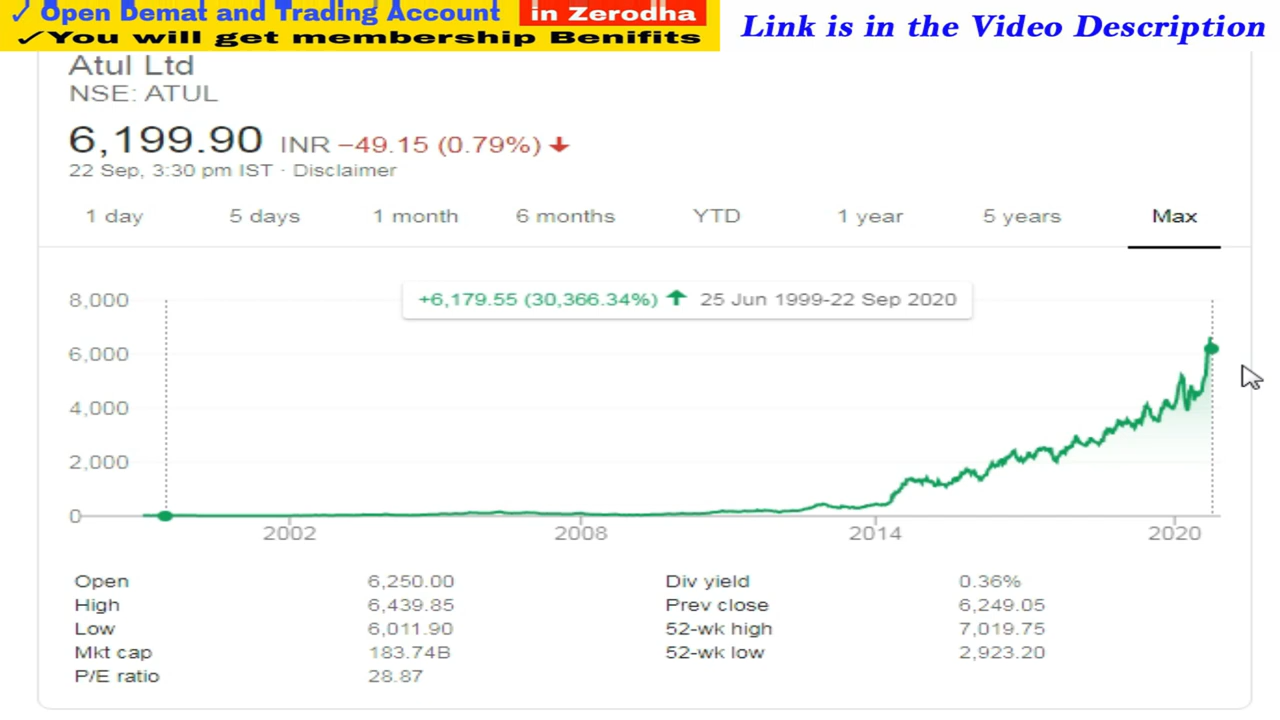 ✓ Open Demat and Trading Account in Zerodha
✓You will get membership Benifits
Link is in the Video Description
Atul Ltd
NSE: ATUL
6,199.90 INR −49.15 (0.79%) ↓
22 Sep, 3:30 pm IST · Disclaimer
1 day 5 days 1 month 6 months YTD 1 year 5 years Max
+6,179.55 (30,366.34%) ↑ 25 Jun 1999-22 Sep 2020
8,000
6,000
4,000
2,000
0
2002 2008 2014 2020
Open 6,250.00 Div yield 0.36%
High 6,439.85 Prev close 6,249.05
Low 6,011.90 52-wk high 7,019.75
Mkt cap 183.74B 52-wk low 2,923.20
P/E ratio 28.87